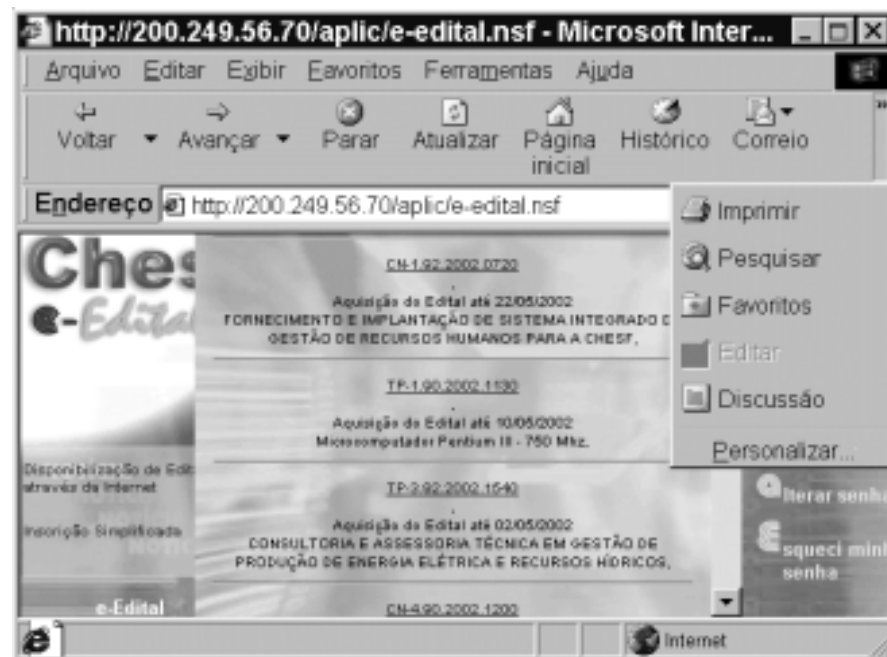 http://200.249.56.70/aplic/e-edital.nsf - Microsoft Inter...
Arquivo Editar Exibir Favoritos Ferramentas Ajuda
Voltar Avançar Parar Atualizar Página inicial Histórico Correio »
Endereço http://200.249.56.70/aplic/e-edital.nsf
Imprimir
Pesquisar
Favoritos
Editar
Discussão
Personalizar...
Ches
e-Edital
Disponibilização de Edit
através da Internet
Inscrição Simplificada
e-Edital
CN-1.92.2002.0720
Aquisição do Edital até 22/05/2002
FORNECIMENTO E IMPLANTAÇÃO DE SISTEMA INTEGRADO D
GESTÃO DE RECURSOS HUMANOS PARA A CHESF,
TP-1.90.2002.1130
Aquisição do Edital até 10/05/2002
Microcomputador Pentium III - 750 Mhz.
TP-3.92.2002.1540
Aquisição do Edital até 02/05/2002
CONSULTORIA E ASSESSORIA TÉCNICA EM GESTÃO DE
PRODUÇÃO DE ENERGIA ELÉTRICA E RECURSOS HÍDRICOS,
CN-4.90.2002.1200
Alterar senha
Esqueci minh
senha
Internet